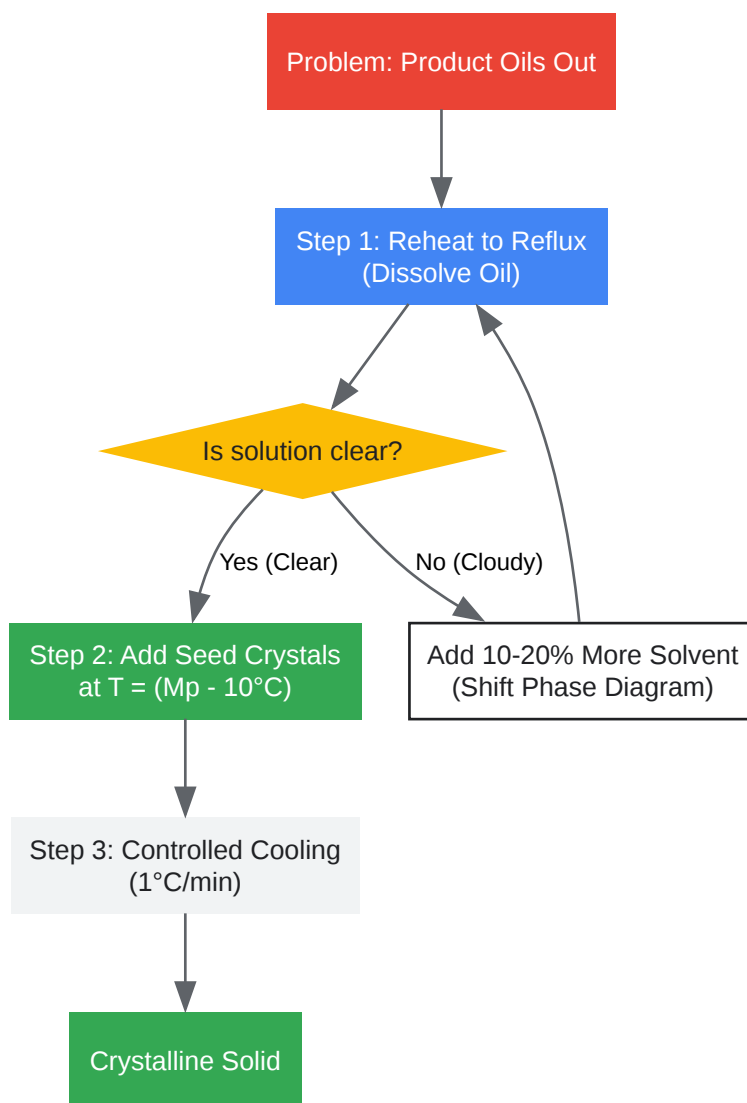 Problem: Product Oils Out
Step 1: Reheat to Reflux
(Dissolve Oil)
Is solution clear?
Yes (Clear)
No (Cloudy)
Step 2: Add Seed Crystals
at T = (Mp - 10°C)
Add 10-20% More Solvent
(Shift Phase Diagram)
Step 3: Controlled Cooling
(1°C/min)
Crystalline Solid